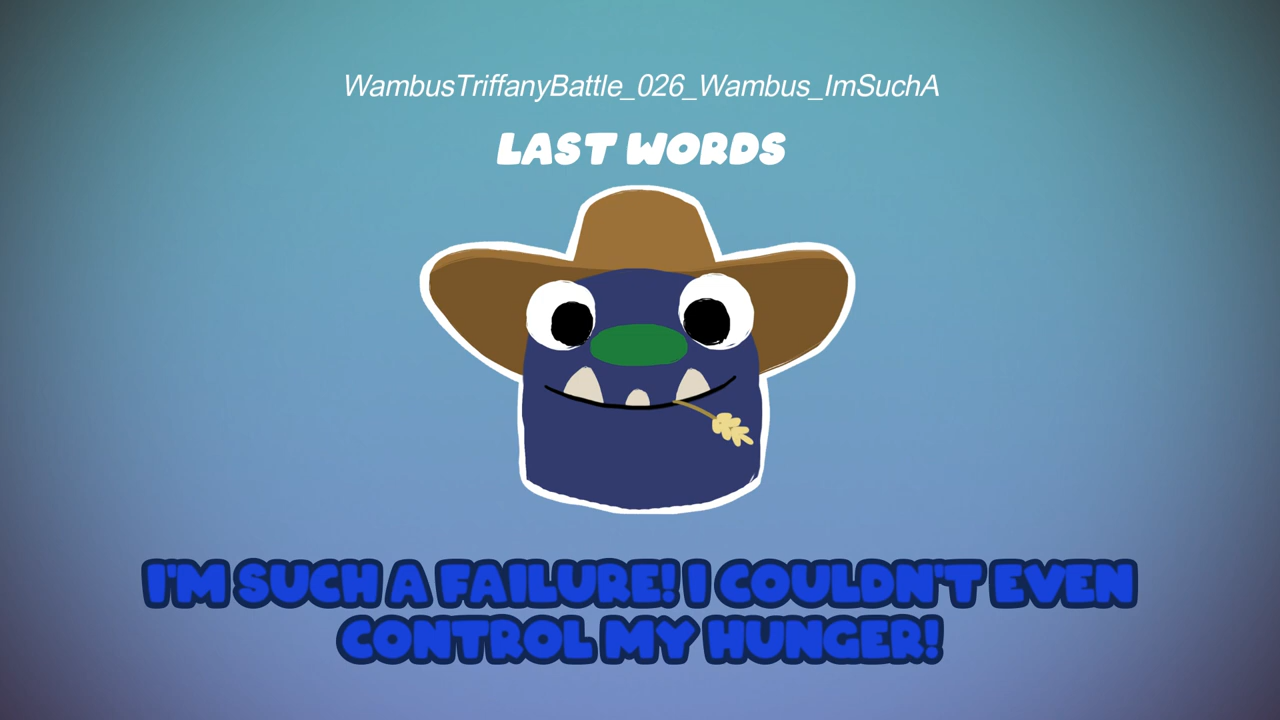 WambusTriffanyBattle_026_Wambus_ImSuchA
LAST WORDS
I'M SUCH A FAILURE! I COULDN'T EVEN
CONTROL MY HUNGER!